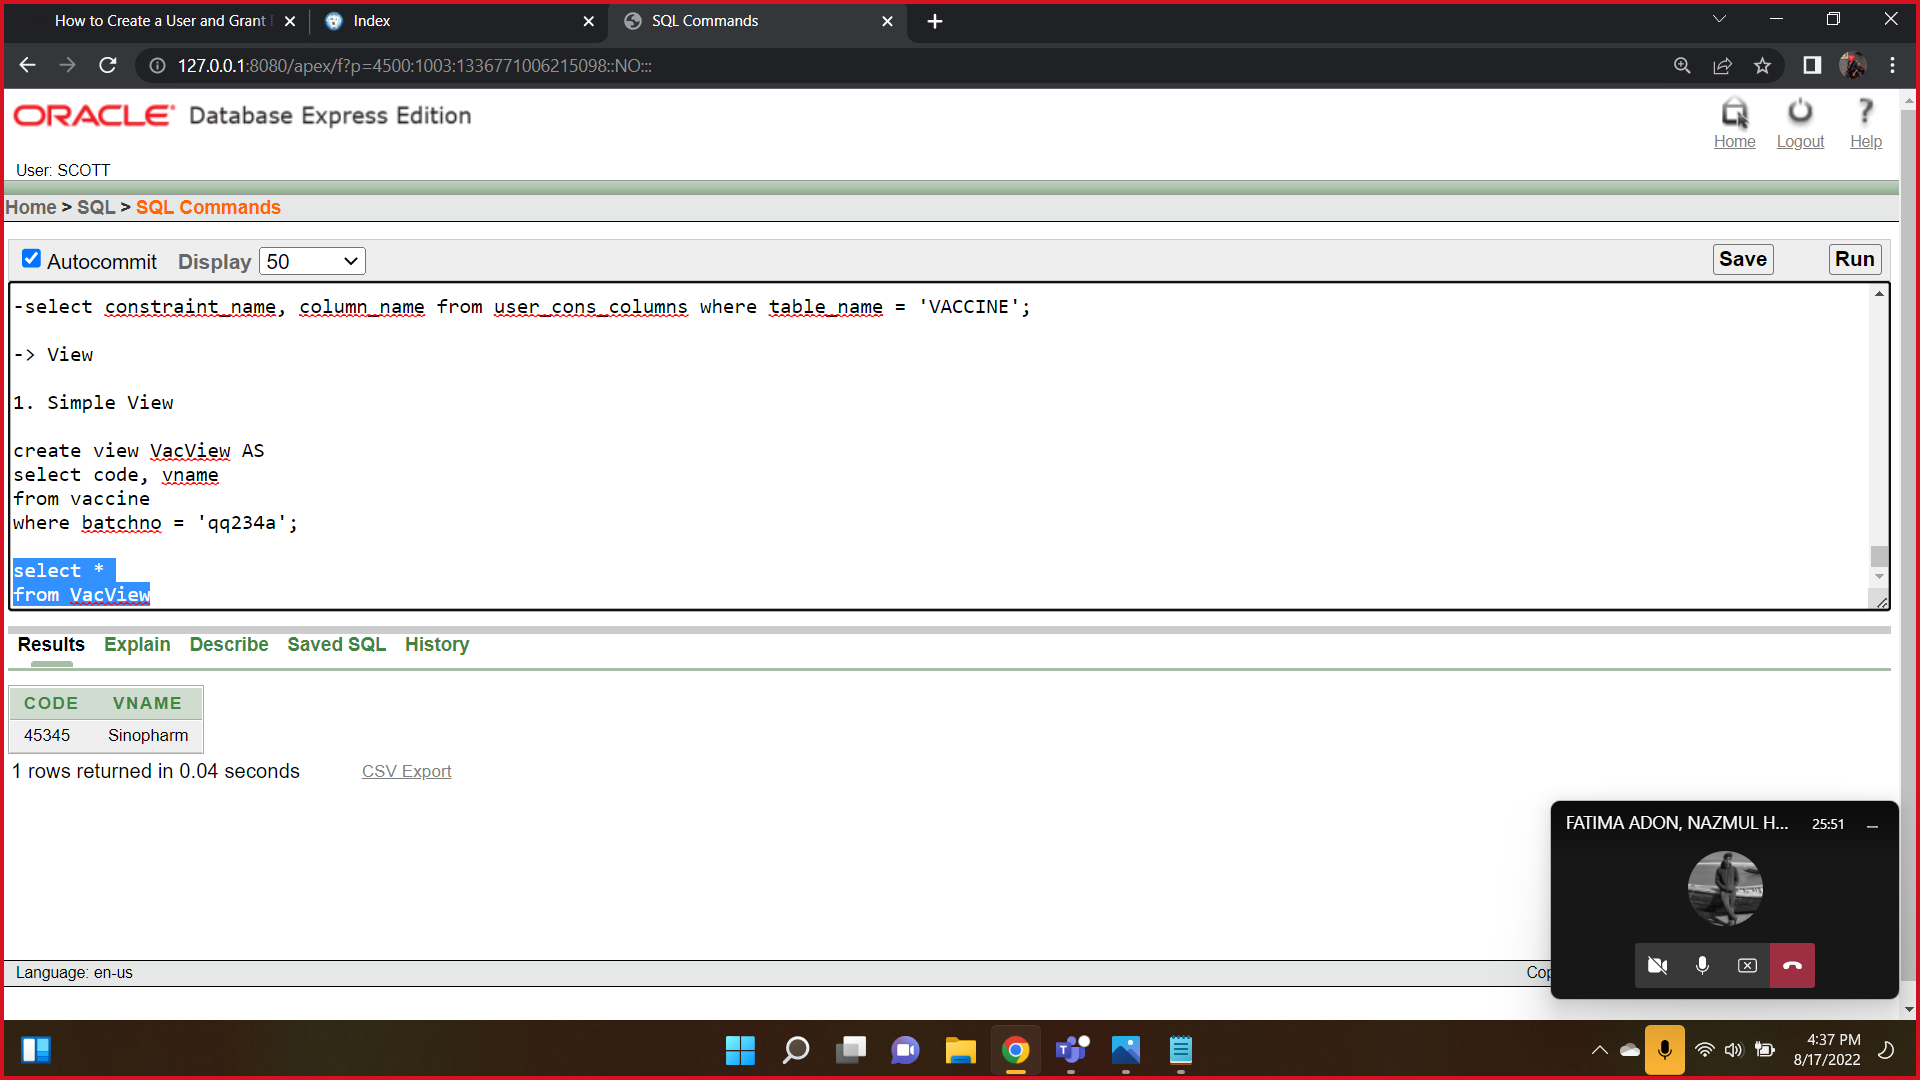 How to Create a User and Grant
Index
SQL Commands
127.0.0.1:8080/apex/f?p=4500:1003:1336771006215098::NO:::
ORACLE Database Express Edition
Home
Logout
Help
User: SCOTT
Home > SQL > SQL Commands
Autocommit
Display
50
Save
Run
-select constraint_name, column_name from user_cons_columns where table_name = 'VACCINE';
-> View
1. Simple View
create view VacView AS
select code, vname
from vaccine
where batchno = 'qq234a';
select *
from VacView
Results
Explain
Describe
Saved SQL
History
CODE VNAME
45345 Sinopharm
1 rows returned in 0.04 seconds
CSV Export
FATIMA ADON, NAZMUL H...
25:51
Language: en-us
Cop
4:37 PM
8/17/2022